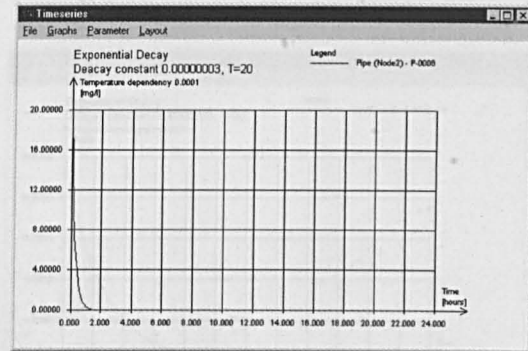 Timeseries
File Graphs Parameter Layout
Exponential Decay
Deacay constant 0.00000003, T=20
Temperature dependency 0.0001
[mg/l]
Legend
Pipe (Node2) - P-0006
20.00000
16.00000
12.00000
8.00000
4.00000
0.00000
0.000 2.000 4.000 6.000 8.000 10.000 12.000 14.000 16.000 18.000 20.000 22.000 24.000
Time
[hours]